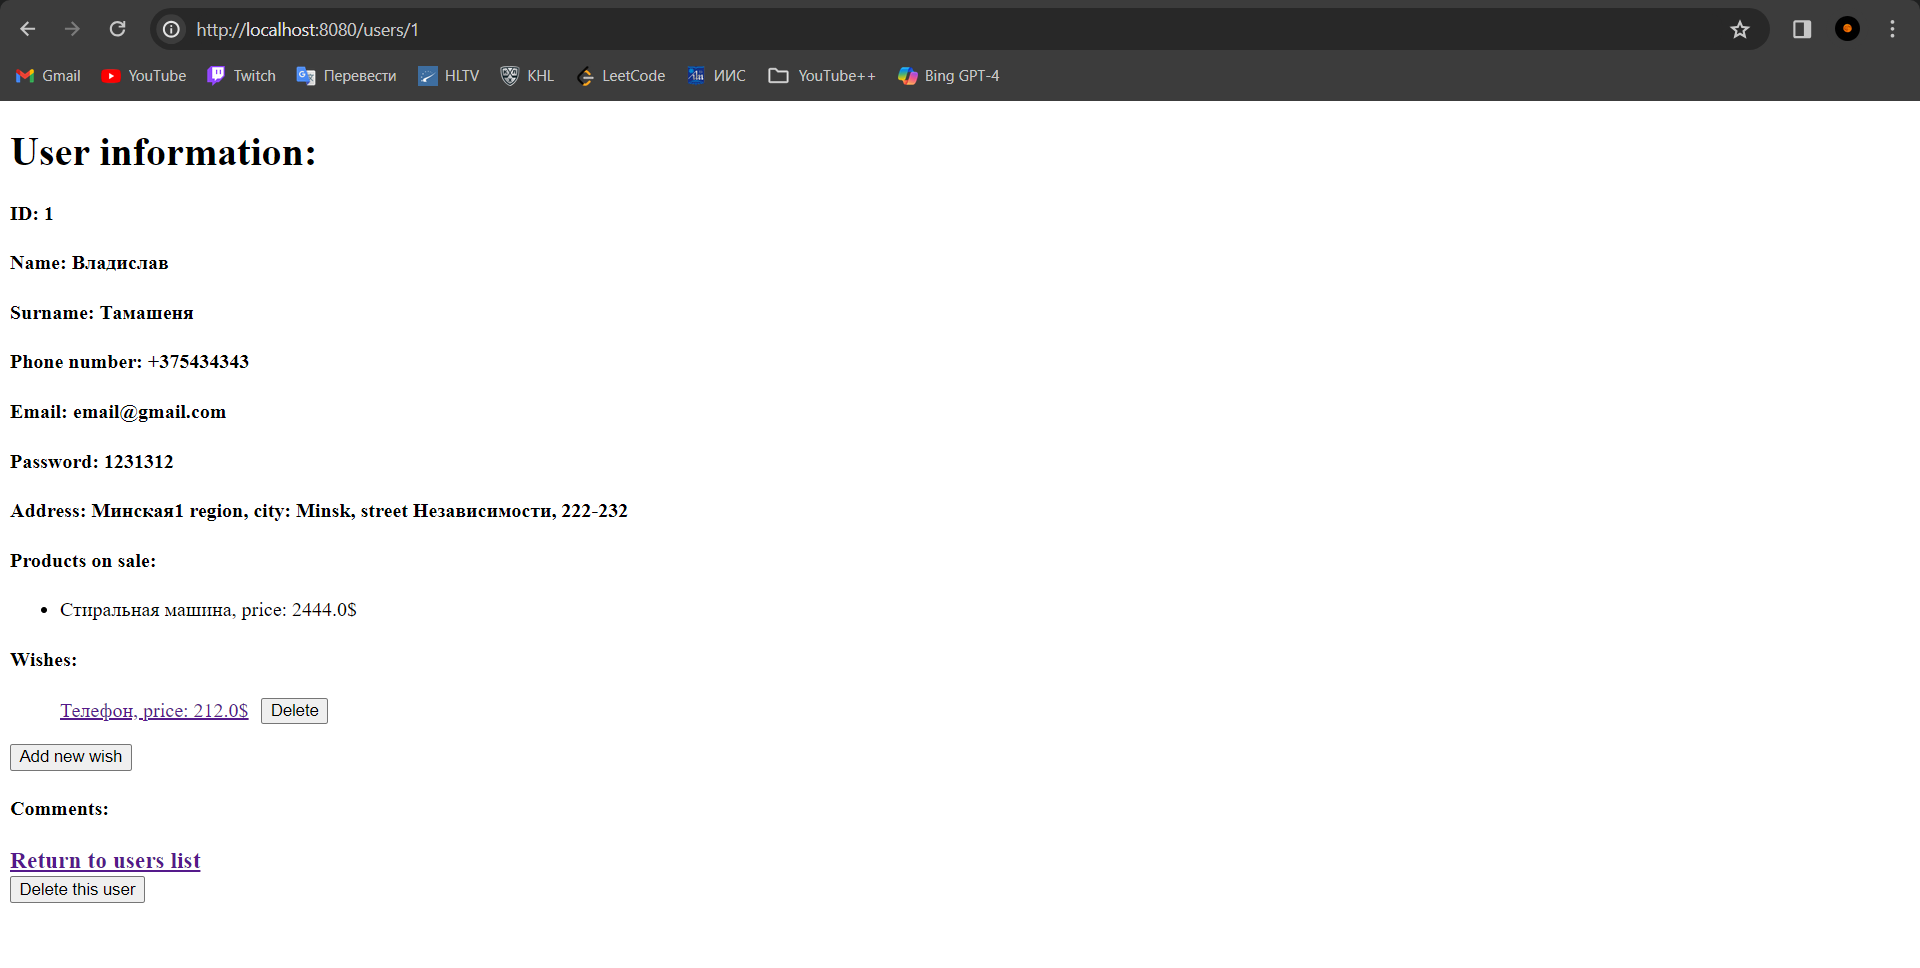 http://localhost:8080/users/1
Gmail YouTube Twitch Перевести HLTV KHL LeetCode ИИС YouTube++ Bing GPT-4
User information:
ID: 1
Name: Владислав
Surname: Тамашеня
Phone number: +375434343
Email: email@gmail.com
Password: 1231312
Address: Минская1 region, city: Minsk, street Независимости, 222-232
Products on sale:
• Стиральная машина, price: 2444.0$
Wishes:
Телефон, price: 212.0$ Delete
Add new wish
Comments:
Return to users list
Delete this user